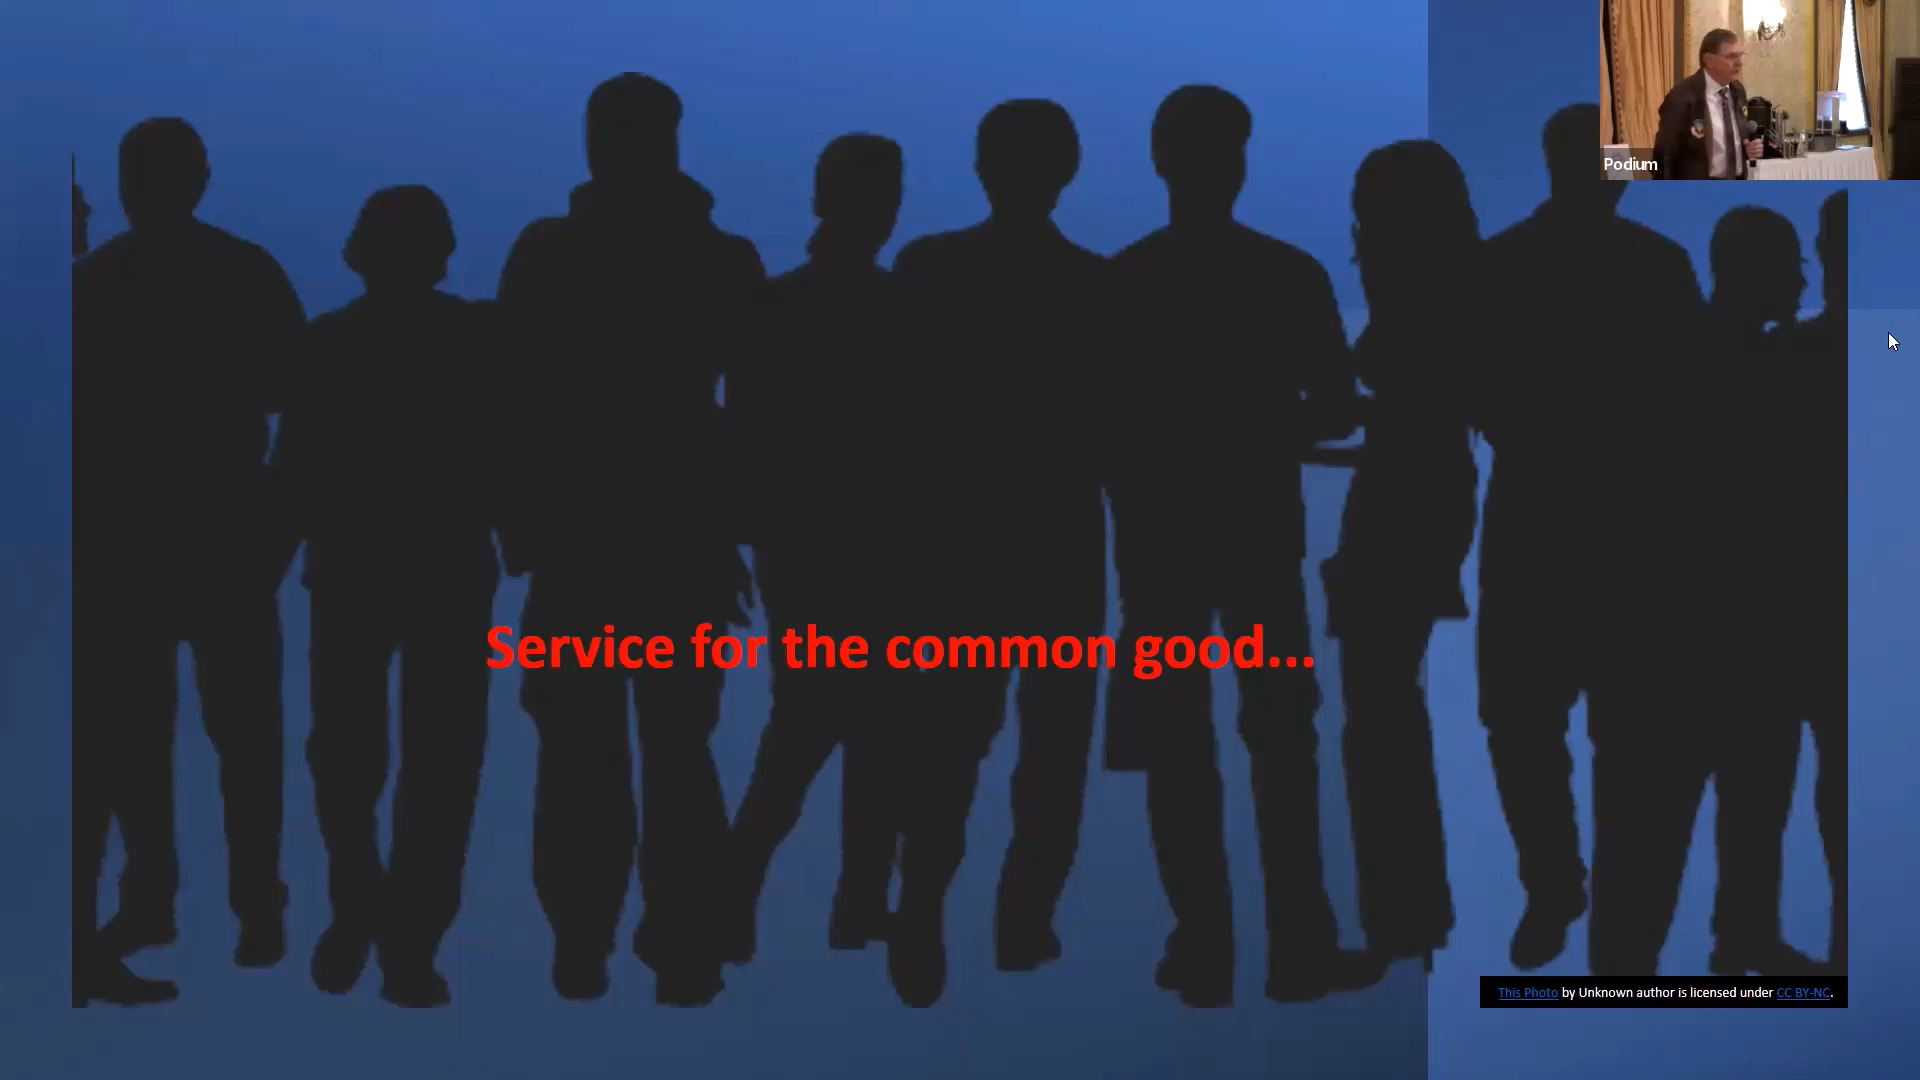 Podium
Service for the common good...
This Photo by Unknown author is licensed under CC BY-NC.